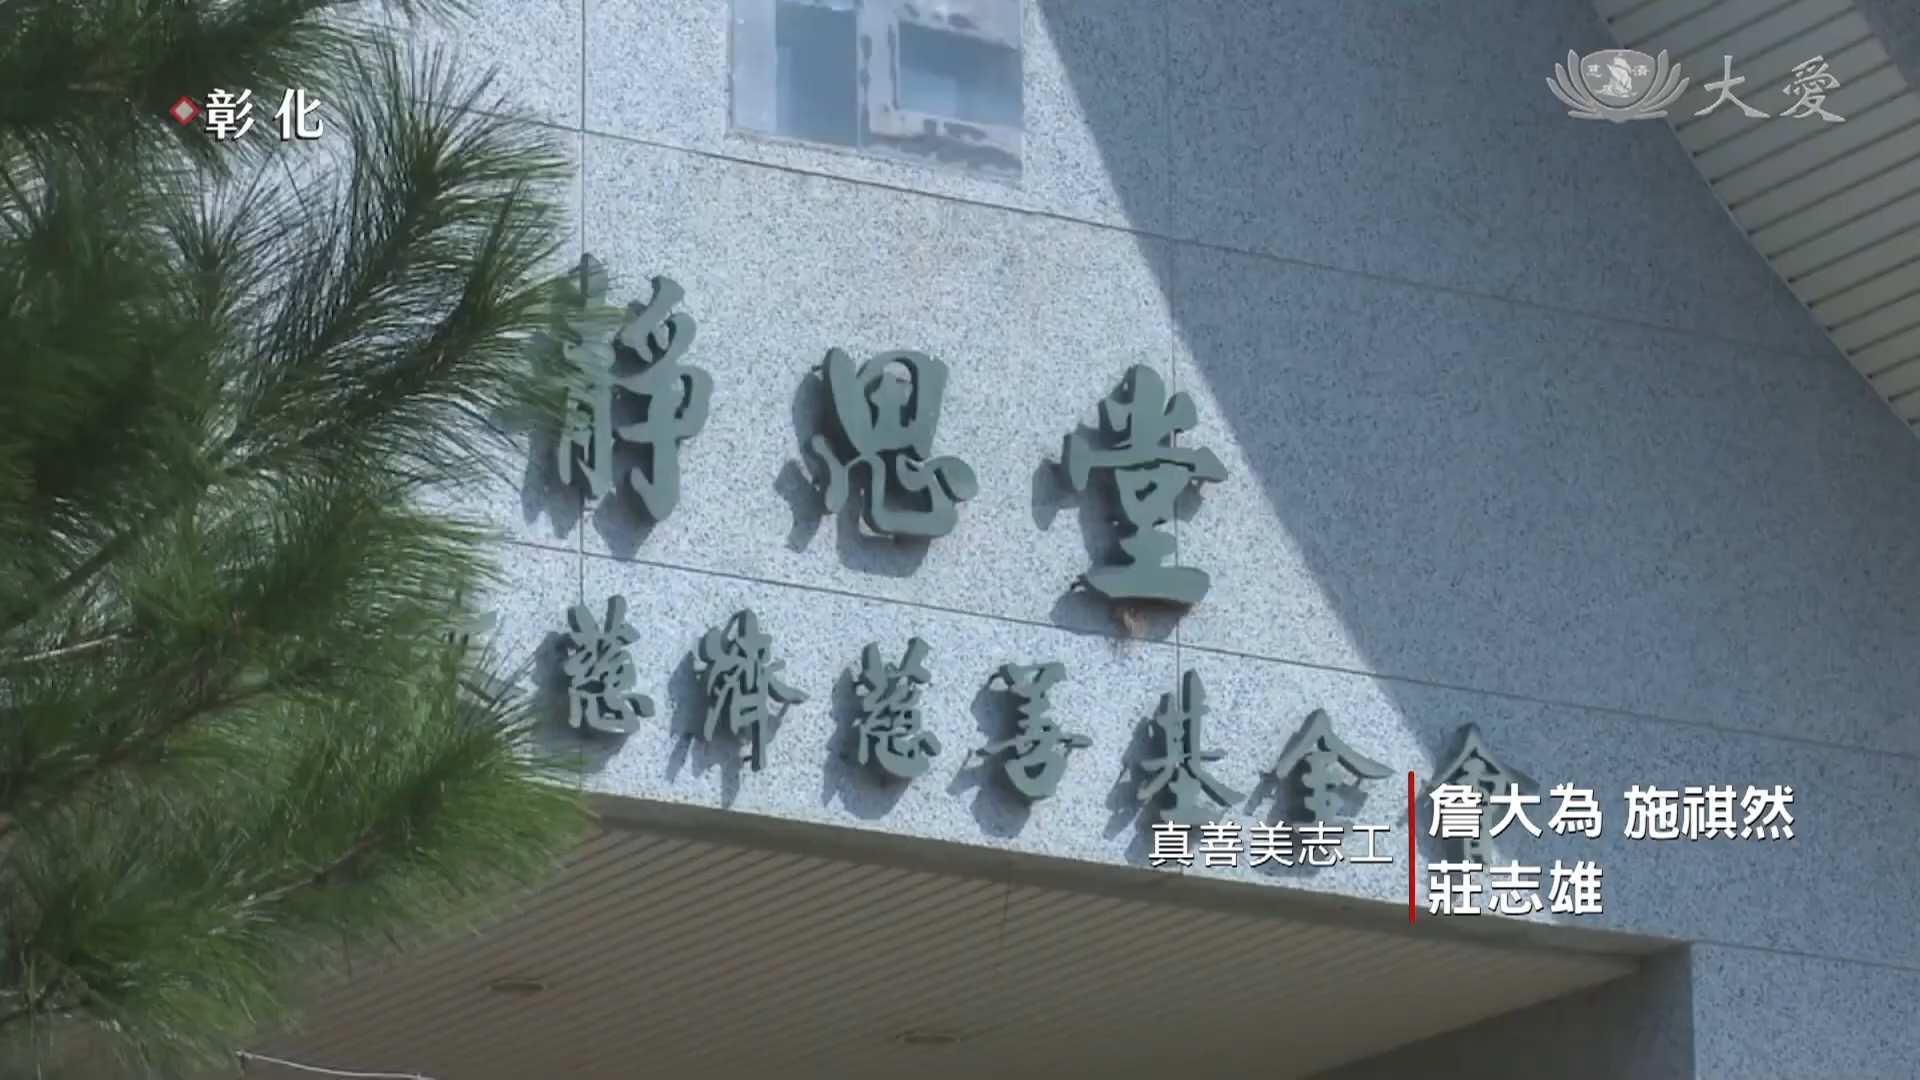 彰化
大愛
靜思堂
慈濟慈善基金會
真善美志工
詹大為 施祺然
莊志雄